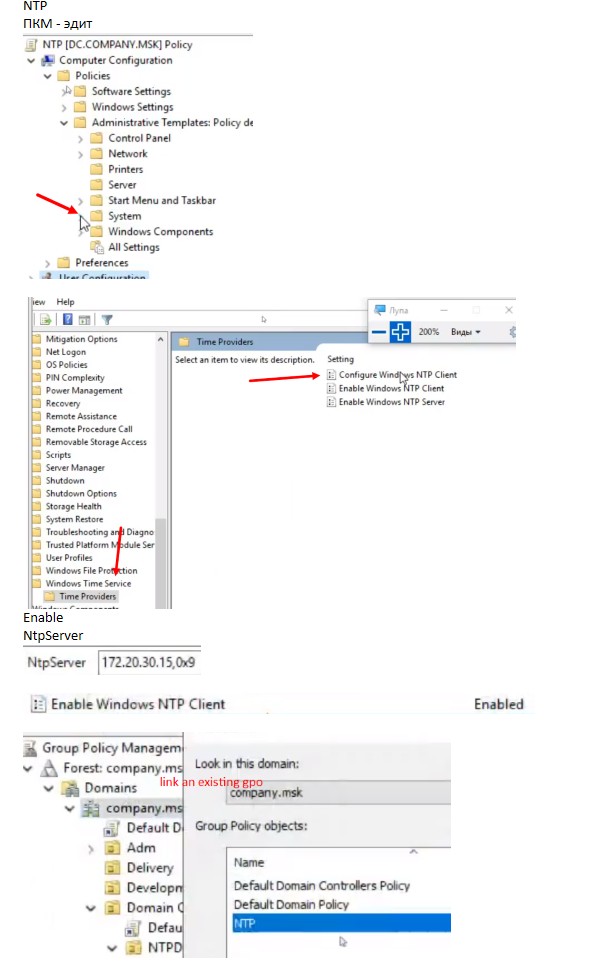 NTP
ПКМ - эдит
NTP [DC.COMPANY.MSK] Policy
Computer Configuration
Policies
Software Settings
Windows Settings
Administrative Templates: Policy de
Control Panel
Network
Printers
Server
Start Menu and Taskbar
System
Windows Components
All Settings
Preferences
User Configuration
iew Help
Лупа
200% Виды
Mitigation Options
Net Logon
OS Policies
PIN Complexity
Power Management
Recovery
Remote Assistance
Remote Procedure Call
Removable Storage Access
Scripts
Server Manager
Shutdown
Shutdown Options
Storage Health
System Restore
Troubleshooting and Diagno
Trusted Platform Module Ser
User Profiles
Windows File Protection
Windows Time Service
Time Providers
Windows Components
Time Providers
Select an item to view its description.
Setting
Configure Windows NTP Client
Enable Windows NTP Client
Enable Windows NTP Server
Enable
NtpServer
NtpServer 172.20.30.15,0x9
Enable Windows NTP Client Enabled
Group Policy Managem
Forest: company.ms
Domains
company.ms
Default D
Adm
Delivery
Developm
Domain C
Defau
NTPD
link an existing gpo
Look in this domain:
company.msk
Group Policy objects:
Name
Default Domain Controllers Policy
Default Domain Policy
NTP